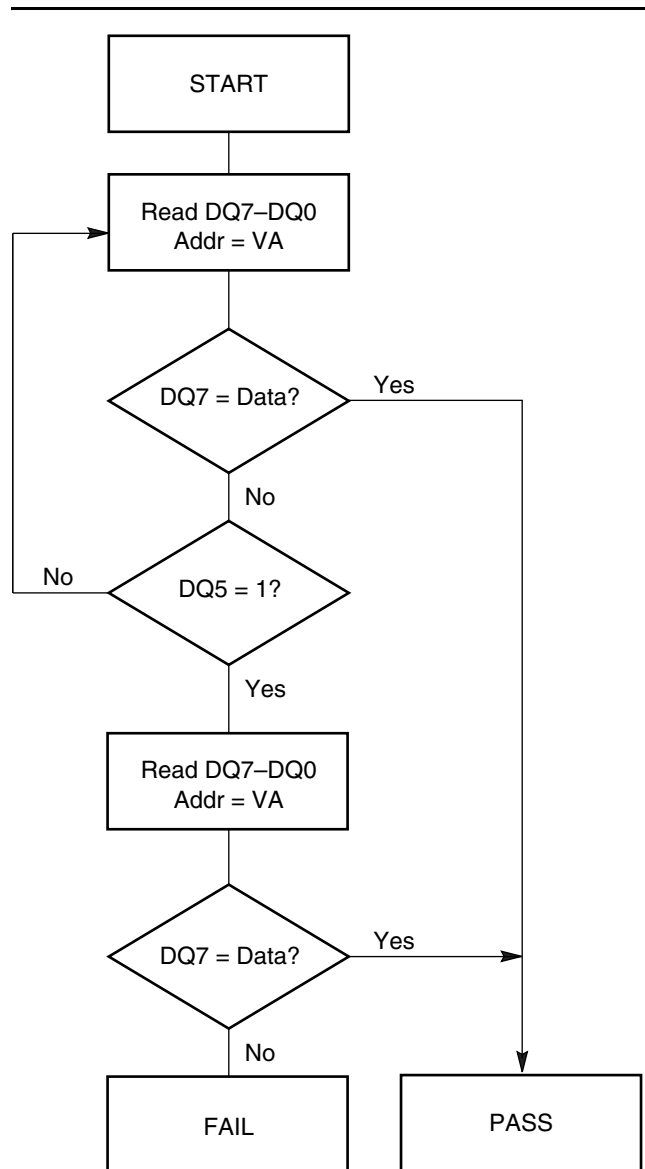 START
Read DQ7–DQ0
Addr = VA
DQ7 = Data?
Yes
No
DQ5 = 1?
No
Yes
Read DQ7–DQ0
Addr = VA
DQ7 = Data?
Yes
No
FAIL
PASS